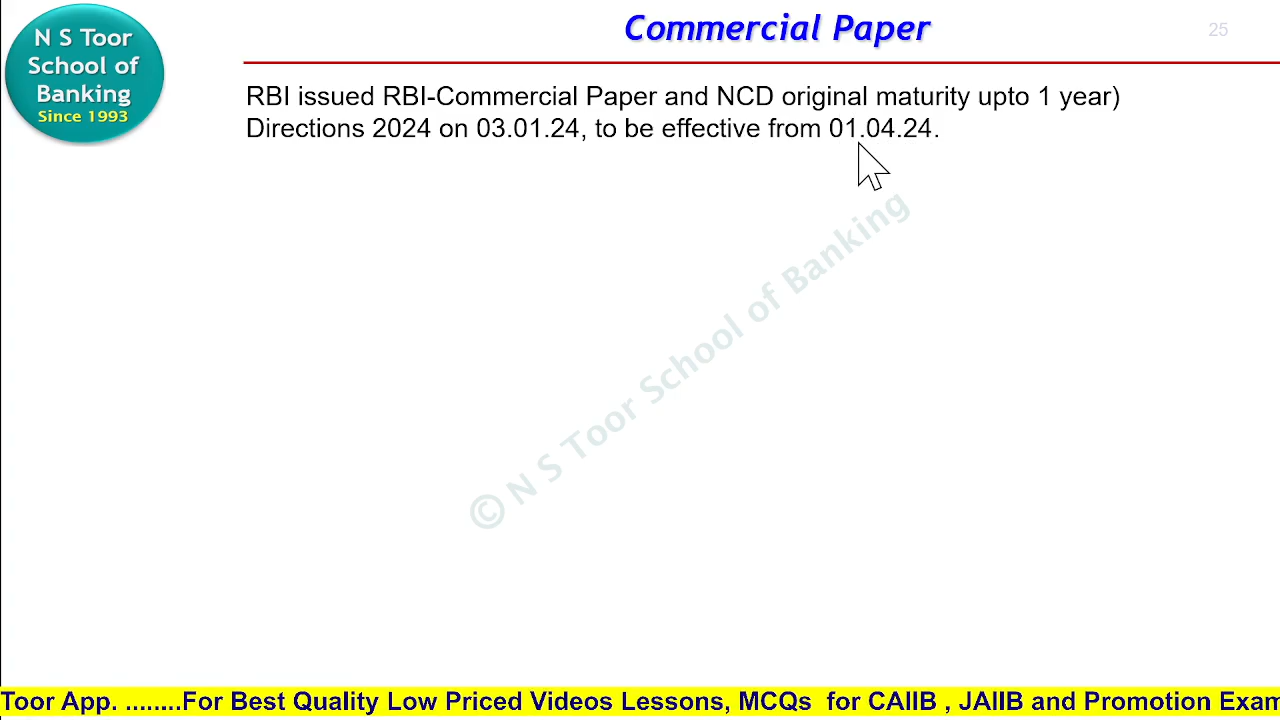 N S Toor
School of
Banking
Since 1993
Commercial Paper
25
RBI issued RBI-Commercial Paper and NCD original maturity upto 1 year)
Directions 2024 on 03.01.24, to be effective from 01.04.24.
© N S Toor School of Banking
Toor App. ........For Best Quality Low Priced Videos Lessons, MCQs  for CAIIB , JAIIB and Promotion Exam